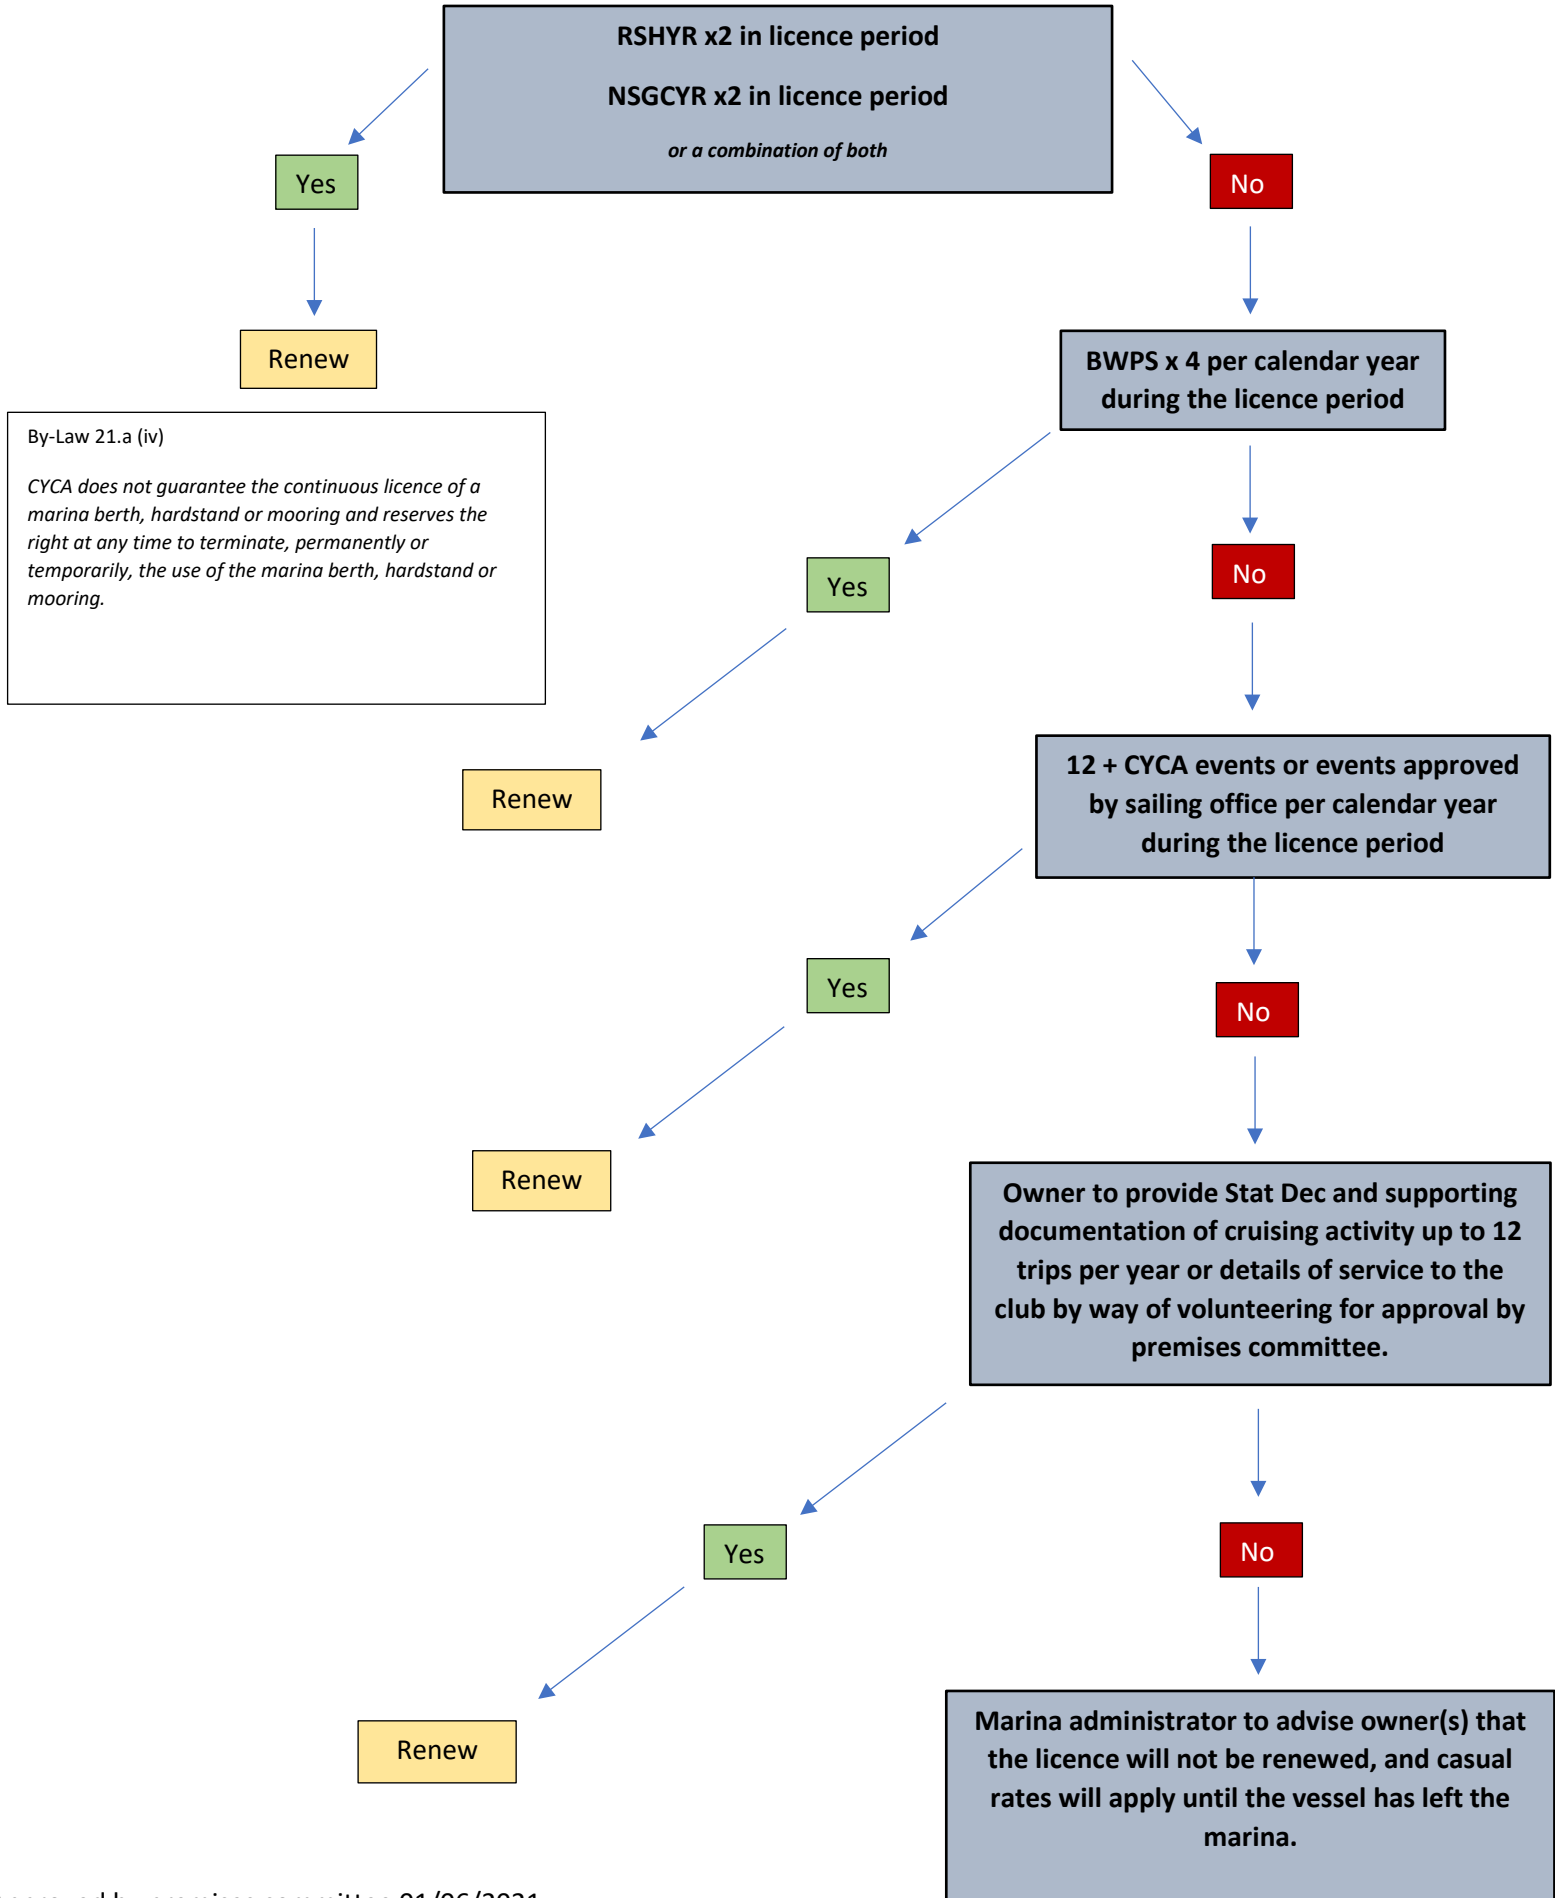 RSHYR x2 in licence period
NSGCYR x2 in licence period
or a combination of both
Yes
No
Renew
BWPS x 4 per calendar year
during the licence period
By-Law 21.a (iv)
CYCA does not guarantee the continuous licence of a
marina berth, hardstand or mooring and reserves the
right at any time to terminate, permanently or
temporarily, the use of the marina berth, hardstand or
mooring.
Yes
No
Renew
12 + CYCA events or events approved
by sailing office per calendar year
during the licence period
Yes
No
Renew
Owner to provide Stat Dec and supporting
documentation of cruising activity up to 12
trips per year or details of service to the
club by way of volunteering for approval by
premises committee.
Yes
No
Renew
Marina administrator to advise owner(s) that
the licence will not be renewed, and casual
rates will apply until the vessel has left the
marina.
by premises committee 01/06/2021